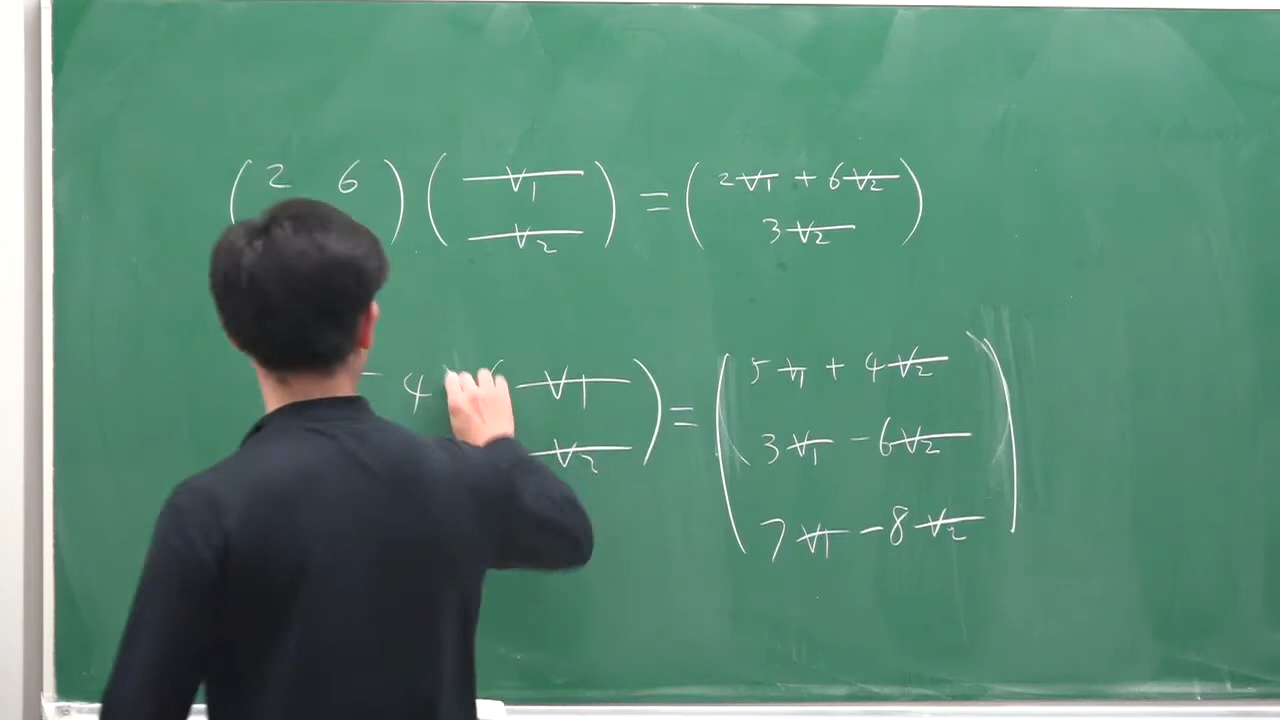 ( 2 6 ) ( V1 ) = ( 2V1 + 6V2 )
V2 3V2
4 ( V1 ) = ( 5V1 + 4V2 )
V2 3V1 - 6V2
7V1 - 8V2